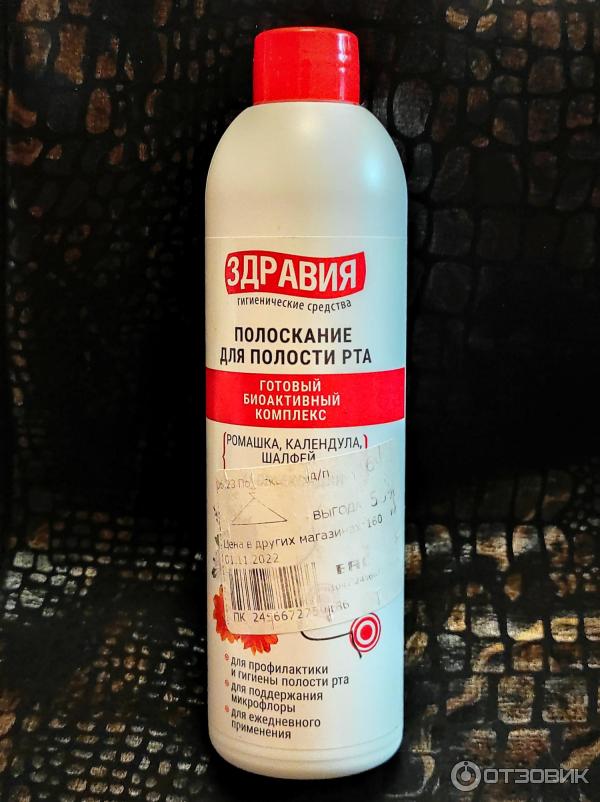 ЗДРАВИЯ
гигиенические средства
ПОЛОСКАНИЕ
ДЛЯ ПОЛОСТИ РТА
ГОТОВЫЙ
БИОАКТИВНЫЙ
КОМПЛЕКС
РОМАШКА, КАЛЕНДУЛА,
ШАЛФЕЙ
д/п
ВЫГОДА
Цена в других магазинах
01.11.2022
ПК
для профилактики
и гигиены полости рта
для поддержания
микрофлоры
для ежедневного
применения
ОТЗОВИК